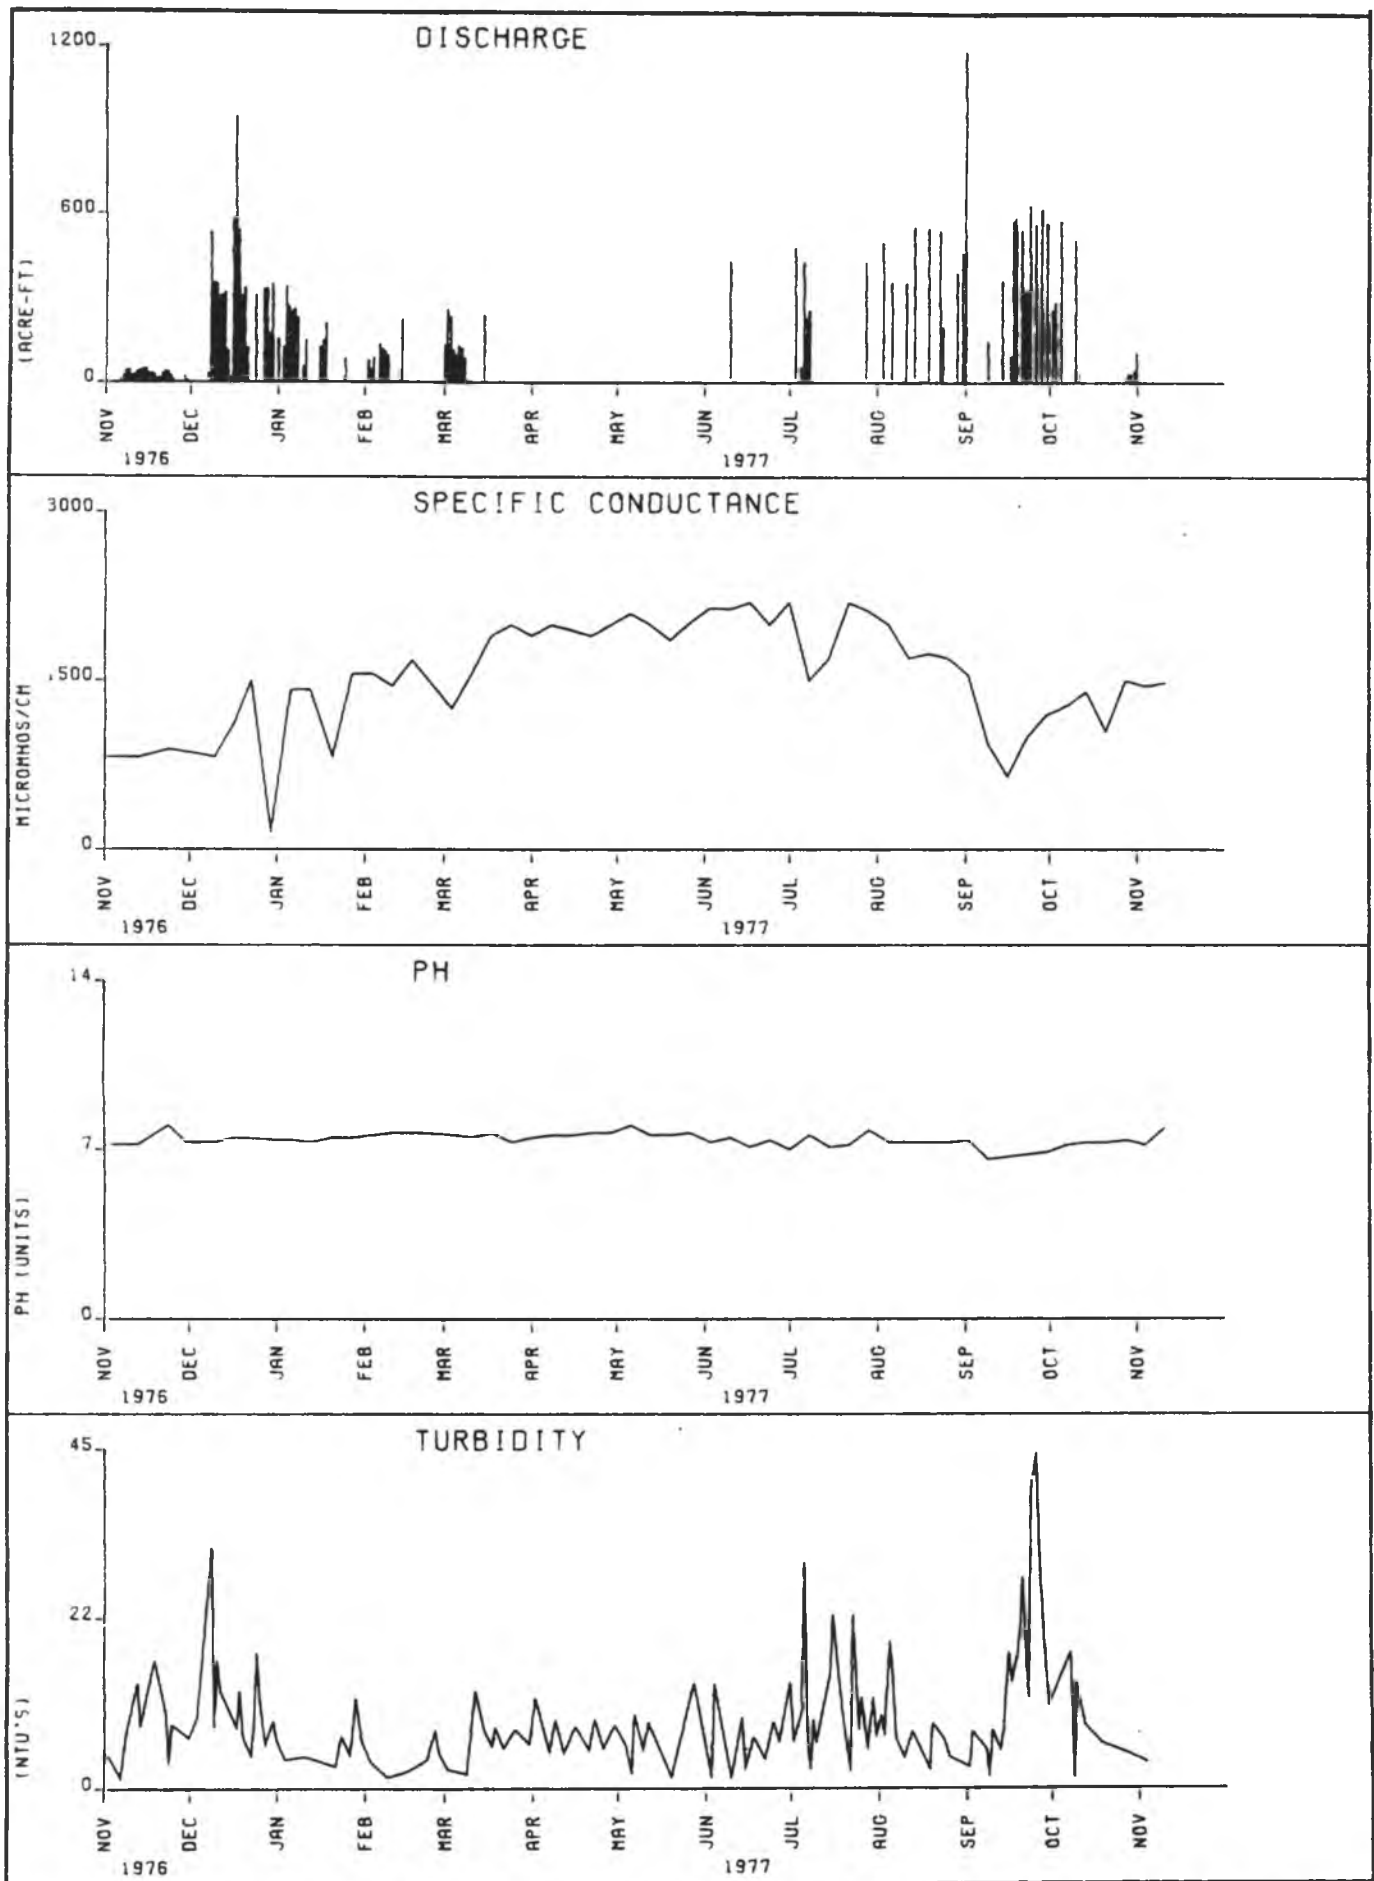 DISCHARGE
1200
600
0
(ACRE-FT)
NOV DEC JAN FEB MAR APR MAY JUN JUL AUG SEP OCT NOV
1976 1977
SPECIFIC CONDUCTANCE
3000
,500
0
MICROMHOS/CM
NOV DEC JAN FEB MAR APR MAY JUN JUL AUG SEP OCT NOV
1976 1977
PH
14
7
0
PH (UNITS)
NOV DEC JAN FEB MAR APR MAY JUN JUL AUG SEP OCT NOV
1976 1977
TURBIDITY
45
22
0
(NTU'S)
NOV DEC JAN FEB MAR APR MAY JUN JUL AUG SEP OCT NOV
1976 1977